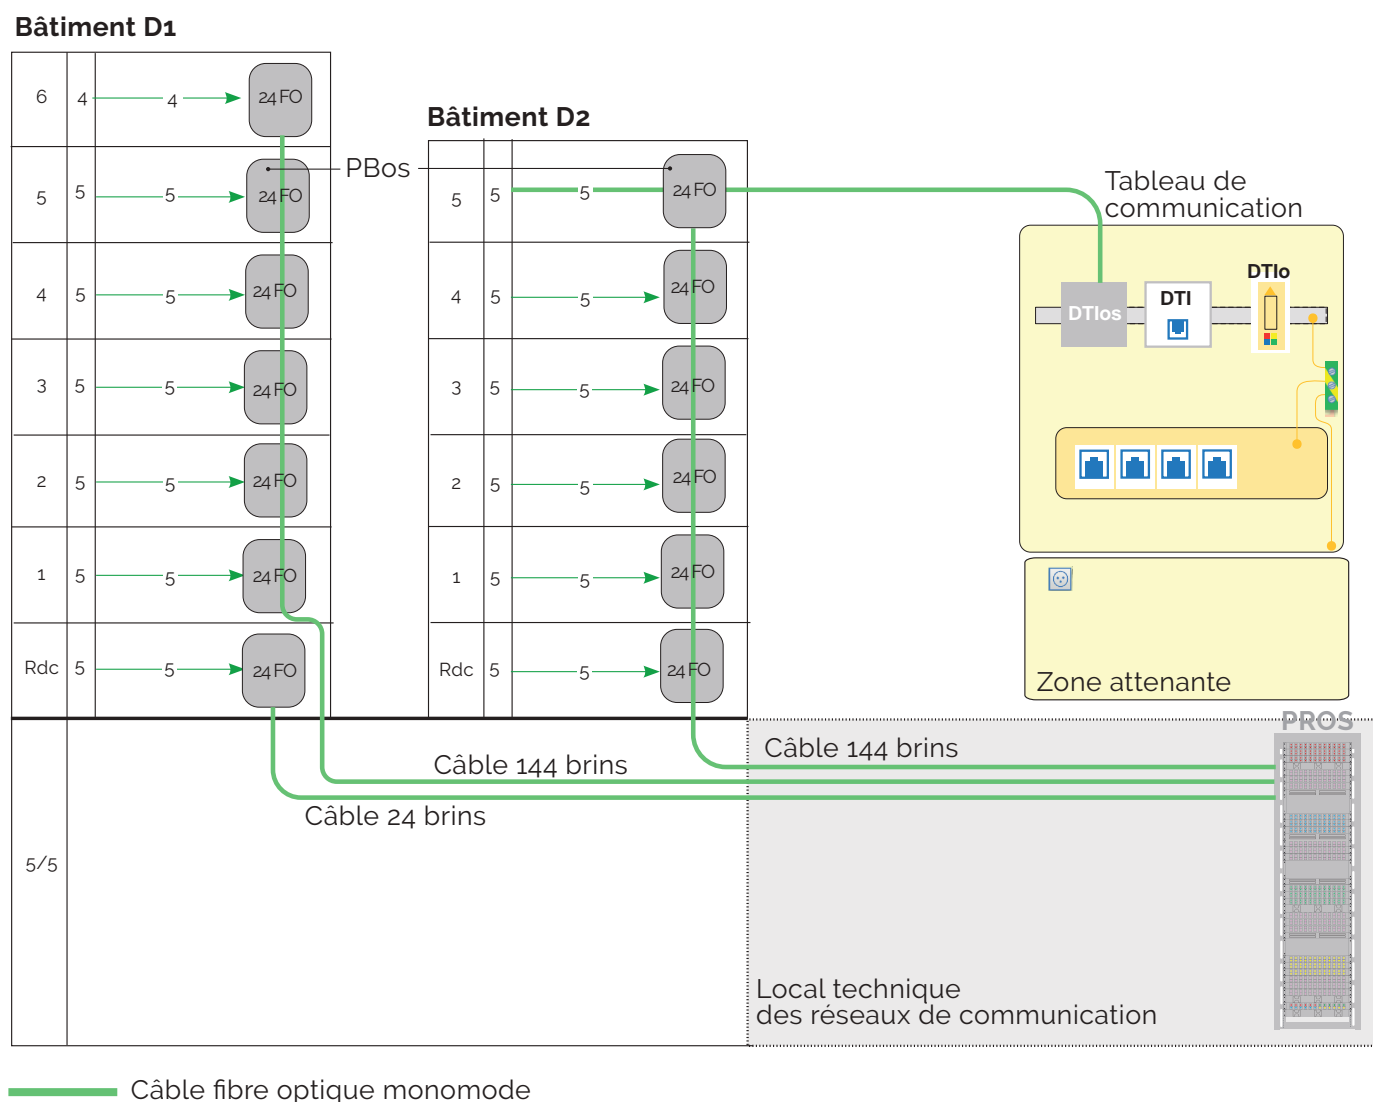 Bâtiment D1
6 4 4 24 FO
5 5 5 24 FO
4 5 5 24 FO
3 5 5 24 FO
2 5 5 24 FO
1 5 5 24 FO
Rdc 5 5 24 FO
5/5
PBos
Bâtiment D2
5 5 5 24 FO
4 5 5 24 FO
3 5 5 24 FO
2 5 5 24 FO
1 5 5 24 FO
Rdc 5 5 24 FO
Tableau de
communication
DTIos
DTI
DTIo
Zone attenante
PROS
Câble 144 brins
Câble 144 brins
Câble 24 brins
Local technique
des réseaux de communication
Câble fibre optique monomode